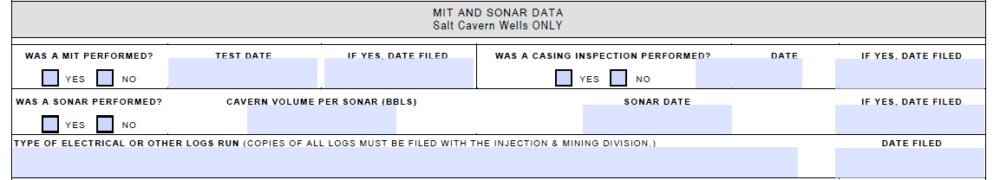 MIT AND SONAR DATA
Salt Cavern Wells ONLY
WAS A MIT PERFORMED? TEST DATE IF YES, DATE FILED WAS A CASING INSPECTION PERFORMED? DATE IF YES, DATE FILED
YES NO YES NO
WAS A SONAR PERFORMED? CAVERN VOLUME PER SONAR (BBLS) SONAR DATE IF YES, DATE FILED
YES NO
TYPE OF ELECTRICAL OR OTHER LOGS RUN (COPIES OF ALL LOGS MUST BE FILED WITH THE INJECTION & MINING DIVISION.) DATE FILED